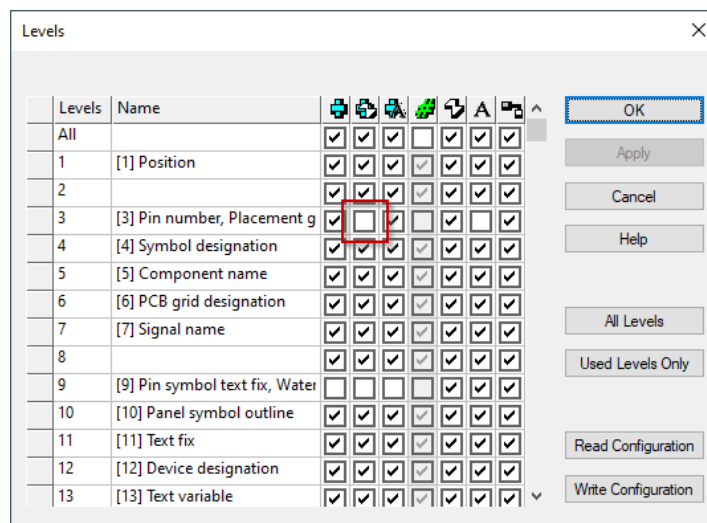 Levels
Levels Name
All
1 [1] Position
2
3 [3] Pin number, Placement g
4 [4] Symbol designation
5 [5] Component name
6 [6] PCB grid designation
7 [7] Signal name
8
9 [9] Pin symbol text fix, Water
10 [10] Panel symbol outline
11 [11] Text fix
12 [12] Device designation
13 [13] Text variable
OK
Apply
Cancel
Help
All Levels
Used Levels Only
Read Configuration
Write Configuration